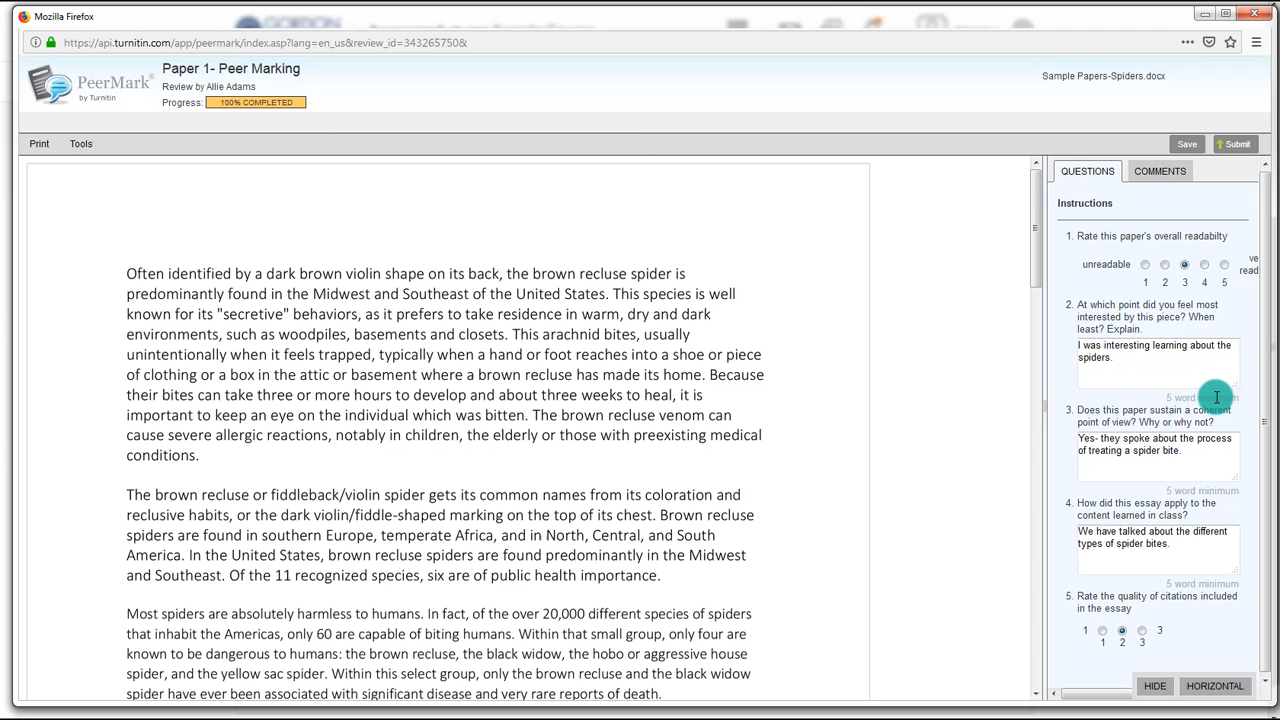 Mozilla Firefox
https://api.turnitin.com/app/peermark/index.asp?lang=en_us&review_id=343265750&
PeerMark®
by Turnitin
Paper 1- Peer Marking
Review by Allie Adams
Progress: 100% COMPLETED
Sample Papers-Spiders.docx
Print Tools
Save Submit
Often identified by a dark brown violin shape on its back, the brown recluse spider is
predominantly found in the Midwest and Southeast of the United States. This species is well
known for its "secretive" behaviors, as it prefers to take residence in warm, dry and dark
environments, such as woodpiles, basements and closets. This arachnid bites, usually
unintentionally when it feels trapped, typically when a hand or foot reaches into a shoe or piece
of clothing or a box in the attic or basement where a brown recluse has made its home. Because
their bites can take three or more hours to develop and about three weeks to heal, it is
important to keep an eye on the individual which was bitten. The brown recluse venom can
cause severe allergic reactions, notably in children, the elderly or those with preexisting medical
conditions.
The brown recluse or fiddleback/violin spider gets its common names from its coloration and
reclusive habits, or the dark violin/fiddle-shaped marking on the top of its chest. Brown recluse
spiders are found in southern Europe, temperate Africa, and in North, Central, and South
America. In the United States, brown recluse spiders are found predominantly in the Midwest
and Southeast. Of the 11 recognized species, six are of public health importance.
Most spiders are absolutely harmless to humans. In fact, of the over 20,000 different species of spiders
that inhabit the Americas, only 60 are capable of biting humans. Within that small group, only four are
known to be dangerous to humans: the brown recluse, the black widow, the hobo or aggressive house
spider, and the yellow sac spider. Within this select group, only the brown recluse and the black widow
spider have ever been associated with significant disease and very rare reports of death.
QUESTIONS COMMENTS
Instructions
1. Rate this paper's overall readabilty
unreadable
1 2 3 4 5
2. At which point did you feel most
interested by this piece? When
least? Explain.
I was interesting learning about the
spiders.
5 word minimum
3. Does this paper sustain a coherent
point of view? Why or why not?
Yes- they spoke about the process
of treating a spider bite.
5 word minimum
4. How did this essay apply to the
content learned in class?
We have talked about the different
types of spider bites.
5 word minimum
5. Rate the quality of citations included
in the essay
1 3
1 2 3
HIDE HORIZONTAL